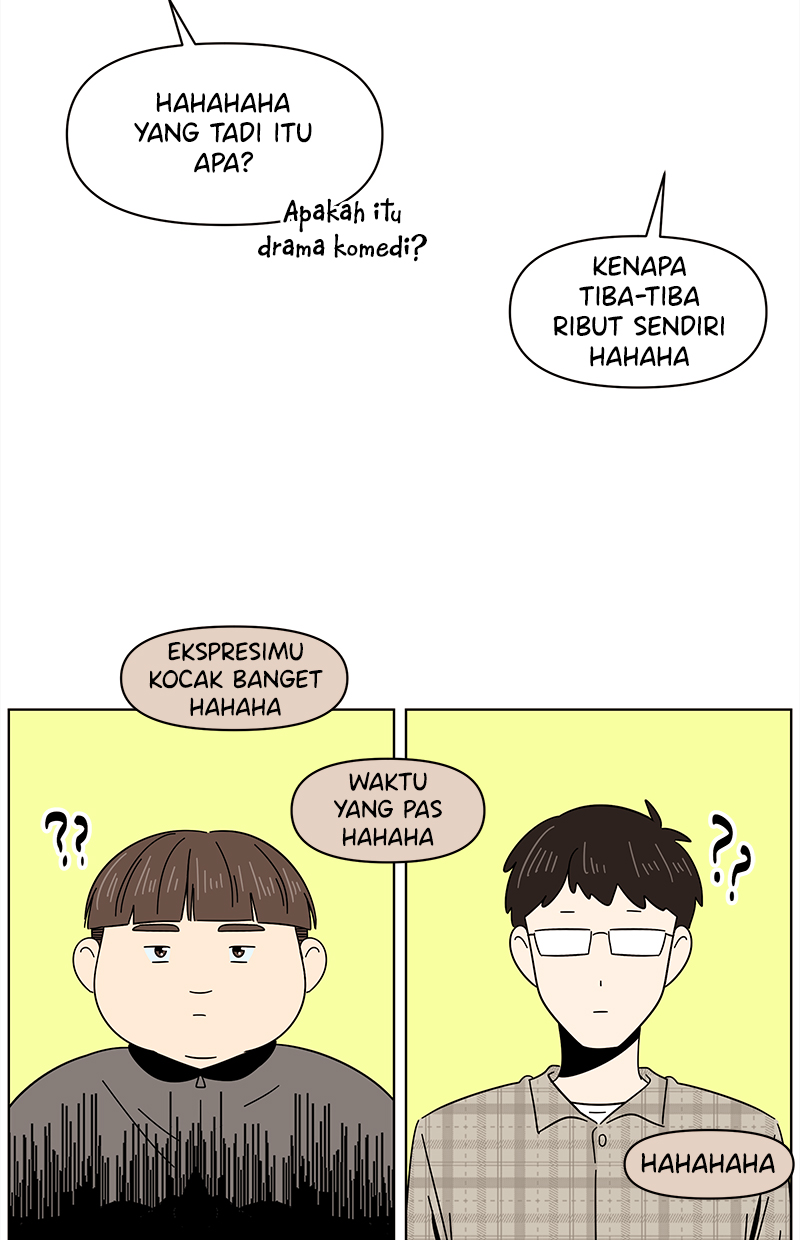 HAHAHAHA
YANG TADI ITU
APA?
Apakah itu
drama komedi?
KENAPA
TIBA-TIBA
RIBUT SENDIRI
HAHAHA
EKSPRESIMU
KOCAK BANGET
HAHAHA
WAKTU
YANG PAS
HAHAHA
??
??
HAHAHAHA